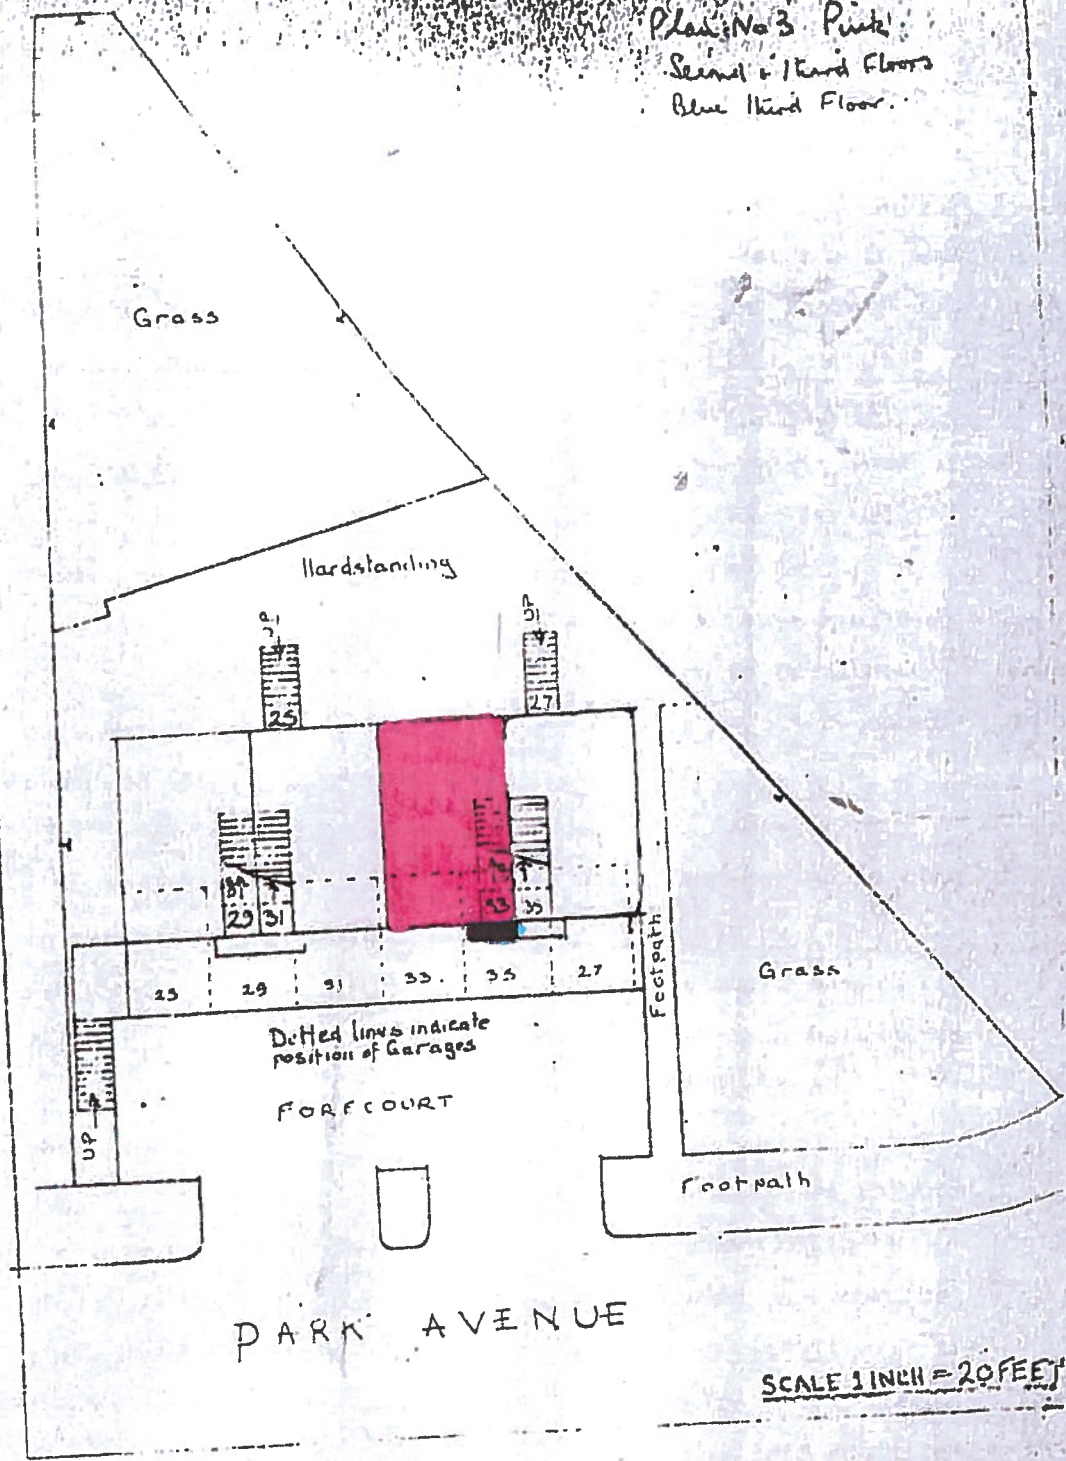 Plan No 3 Pink
Second & Third Floors
Blue Third Floor.
Grass
Hardstanding
UP
UP
25
27
UP
29
31
33
35
25
29
31
33.
35
27
Footpath
Grass
Dotted lines indicate
position of Garages
FORECOURT
UP
Footpath
PARK AVENUE
SCALE 1 INCH = 20 FEET